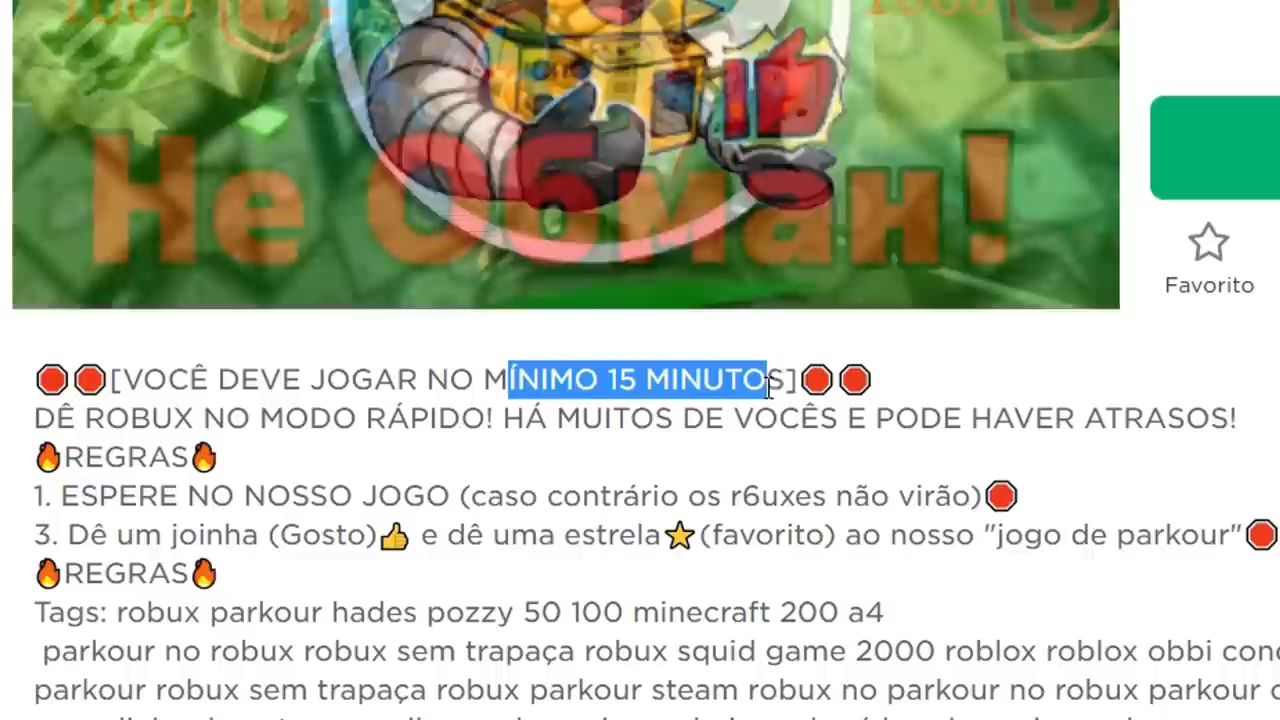 1000
1000
Не Обман!
Favorito
🛑🛑[VOCÊ DEVE JOGAR NO MÍNIMO 15 MINUTOS]🛑🛑
DÊ ROBUX NO MODO RÁPIDO! HÁ MUITOS DE VOCÊS E PODE HAVER ATRASOS!
🔥REGRAS🔥
1. ESPERE NO NOSSO JOGO (caso contrário os r6uxes não virão)🛑
3. Dê um joinha (Gosto)👍 e dê uma estrela⭐(favorito) ao nosso "jogo de parkour"🛑
🔥REGRAS🔥
Tags: robux parkour hades pozzy 50 100 minecraft 200 a4
parkour no robux robux sem trapaça robux squid game 2000 roblox roblox obbi
parkour robux sem trapaça robux parkour steam robux no parkour no robux parkour